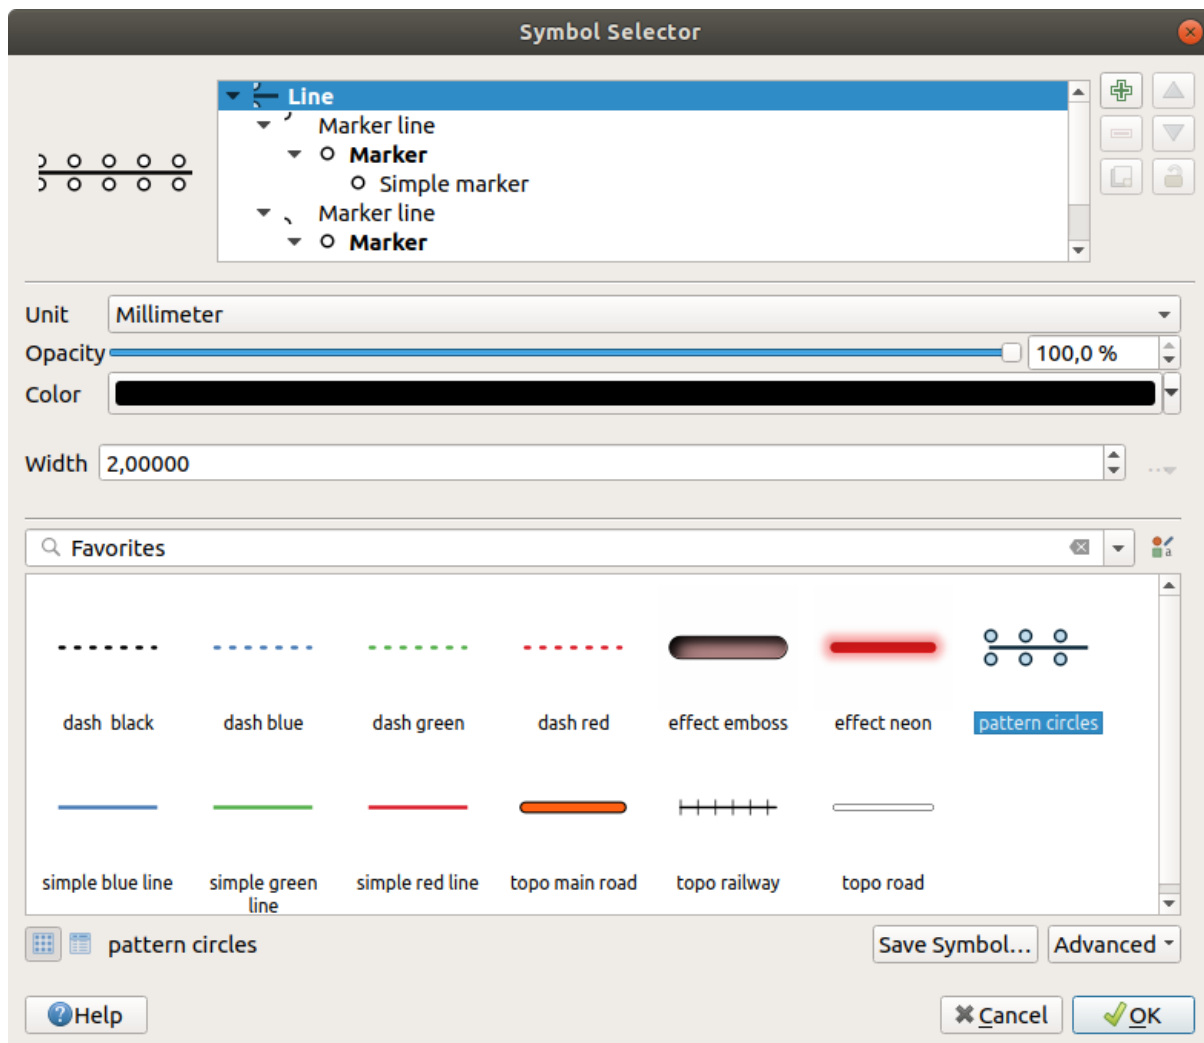 Symbol Selector
Line
Marker line
Marker
Simple marker
Marker line
Marker
Unit Millimeter
Opacity 100,0 %
Color
Width 2,00000
Favorites
a
dash  black dash blue dash green dash red effect emboss effect neon pattern circles
simple blue line simple green simple red line topo main road topo railway topo road
line
pattern circles Save Symbol... Advanced
?Help Cancel OK